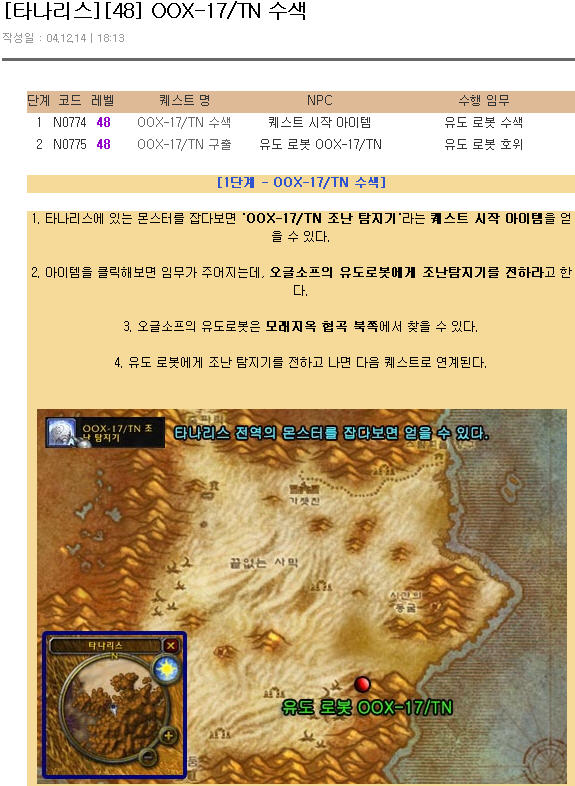 [타나리스][48] OOX-17/TN 수색
작성일 : 04.12.14 | 18:13
단계 코드 레벨 퀘스트 명 NPC 수행 임무
1 N0774 48 OOX-17/TN 수색 퀘스트 시작 아이템 유도 로봇 수색
2 N0775 48 OOX-17/TN 구출 유도 로봇 OOX-17/TN 유도 로봇 호위
[1단계 - OOX-17/TN 수색]
1. 타나리스에 있는 몬스터를 잡다보면 'OOX-17/TN 조난 탐지기'라는 퀘스트 시작 아이템을 얻
을 수 있다.
2. 아이템을 클릭해보면 임무가 주어지는데, 오글소프의 유도로봇에게 조난탐지기를 전하라고 한
다.
3. 오글소프의 유도로봇은 모래지옥 협곡 북쪽에서 찾을 수 있다.
4. 유도 로봇에게 조난 탐지기를 전하고 나면 다음 퀘스트로 연계된다.
OOX-17/TN 조
난 탐지기
타나리스 전역의 몬스터를 잡다보면 얻을 수 있다.
가젯잔
끝없는 사막
시간의
동굴
타나리스
N
유도 로봇 OOX-17/TN